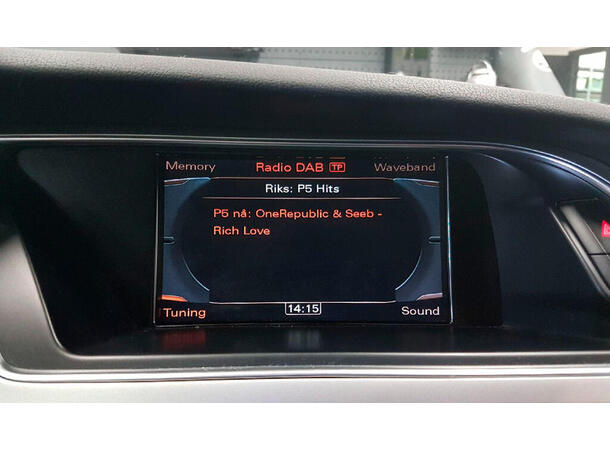 Memory Radio DAB TP Waveband
Riks: P5 Hits
P5 nå: OneRepublic & Seeb -
Rich Love
Tuning 14:15 Sound